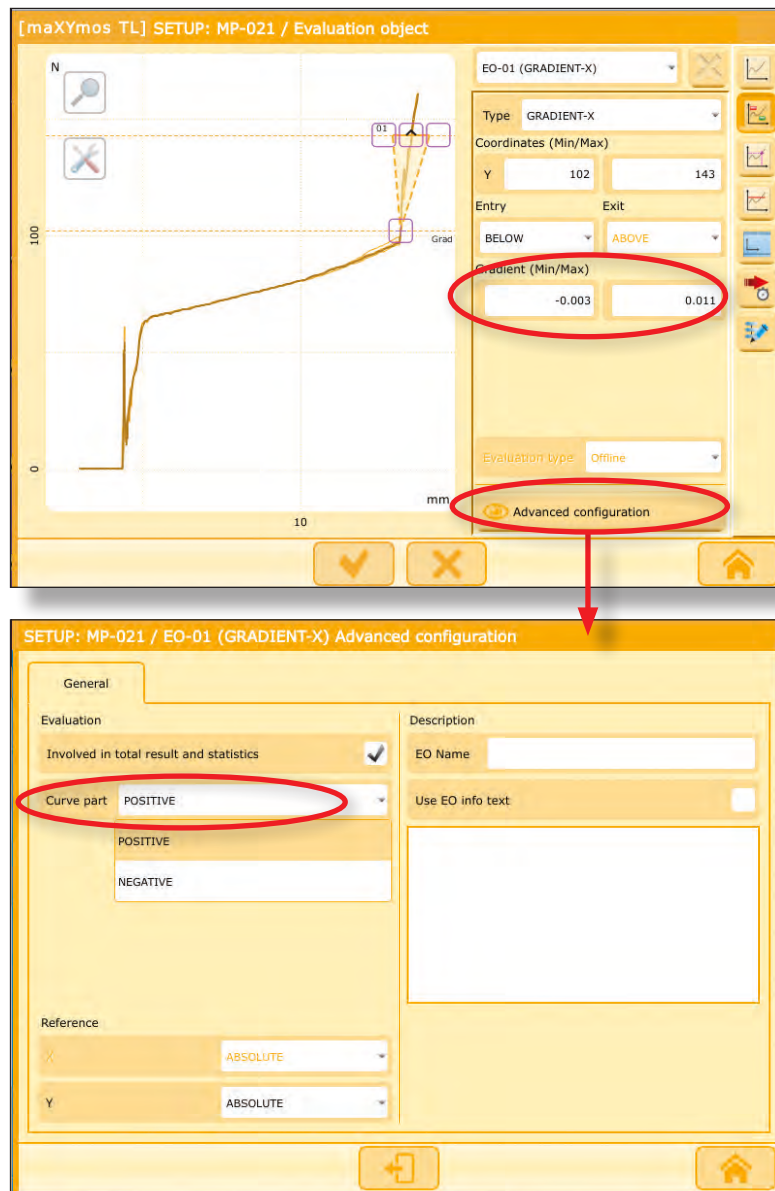 [maXYmos TL] SETUP: MP-021 / Evaluation object
N
01
100
Grad
0
10
mm
EO-01 (GRADIENT-X)
Type GRADIENT-X
Coordinates (Min/Max)
Y 102 143
Entry Exit
BELOW ABOVE
Gradient (Min/Max)
-0.003 0.011
Evaluation type Offline
Advanced configuration
SETUP: MP-021 / EO-01 (GRADIENT-X) Advanced configuration
General
Evaluation
Involved in total result and statistics
Curve part POSITIVE
POSITIVE
NEGATIVE
Reference
X ABSOLUTE
Y ABSOLUTE
Description
EO Name
Use EO info text